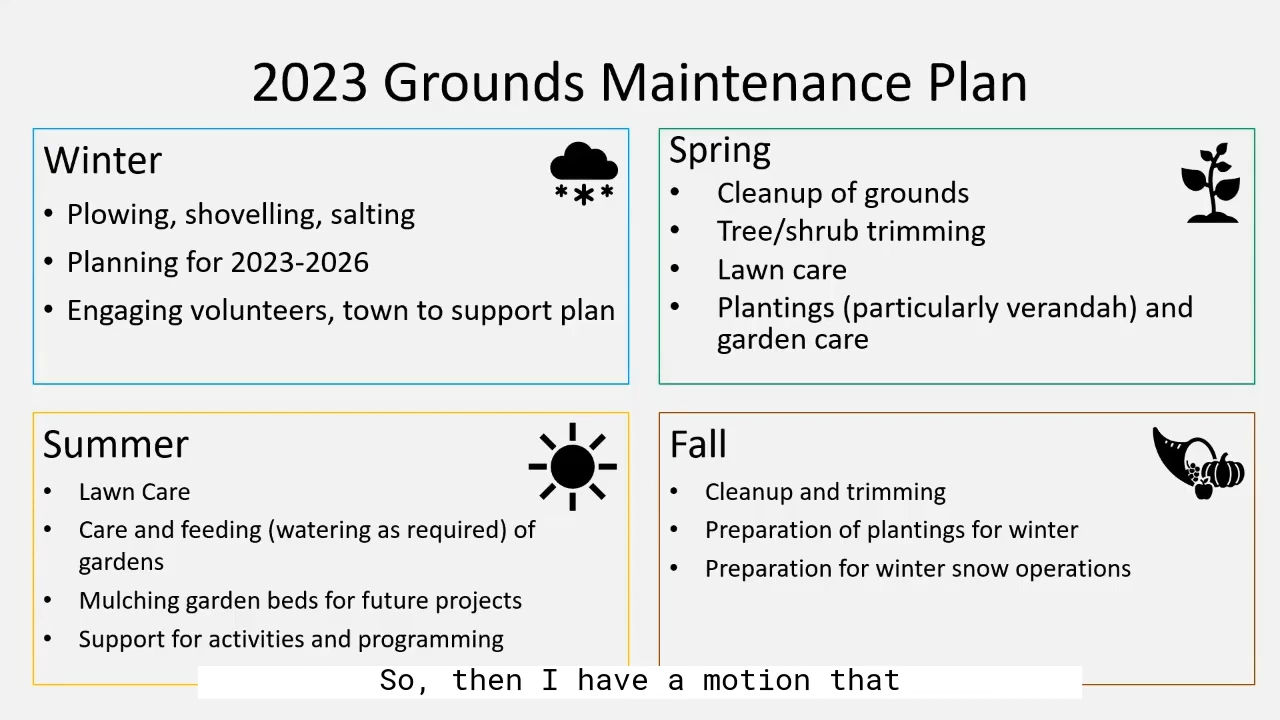 2023 Grounds Maintenance Plan
Winter
• Plowing, shovelling, salting
• Planning for 2023-2026
• Engaging volunteers, town to support plan
Spring
• Cleanup of grounds
• Tree/shrub trimming
• Lawn care
• Plantings (particularly verandah) and
garden care
Summer
• Lawn Care
• Care and feeding (watering as required) of
gardens
• Mulching garden beds for future projects
• Support for activities and programming
Fall
• Cleanup and trimming
• Preparation of plantings for winter
• Preparation for winter snow operations
So, then I have a motion that